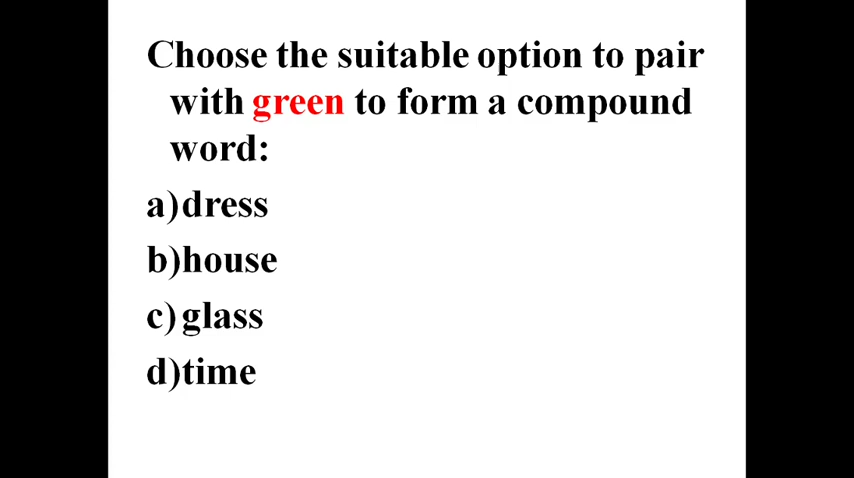 Choose the suitable option to pair
with green to form a compound
word:
a)dress
b)house
c) glass
d)time